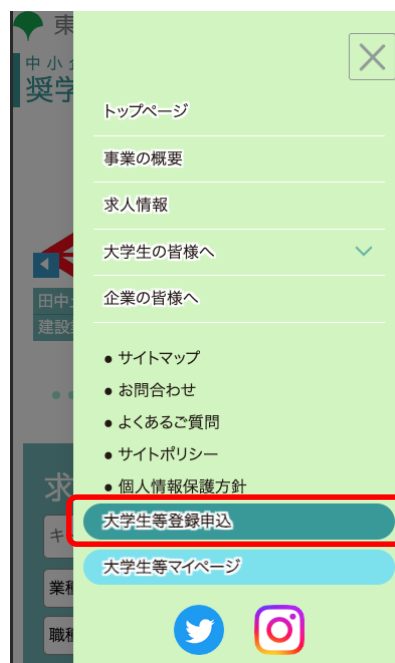 東
中小
奨学
トップページ
事業の概要
求人情報
大学生の皆様へ
企業の皆様へ
田中
建設
● サイトマップ
● お問合わせ
● よくあるご質問
● サイトポリシー
● 個人情報保護方針
求
大学生等登録申込
キ
大学生等マイページ
業種
職種